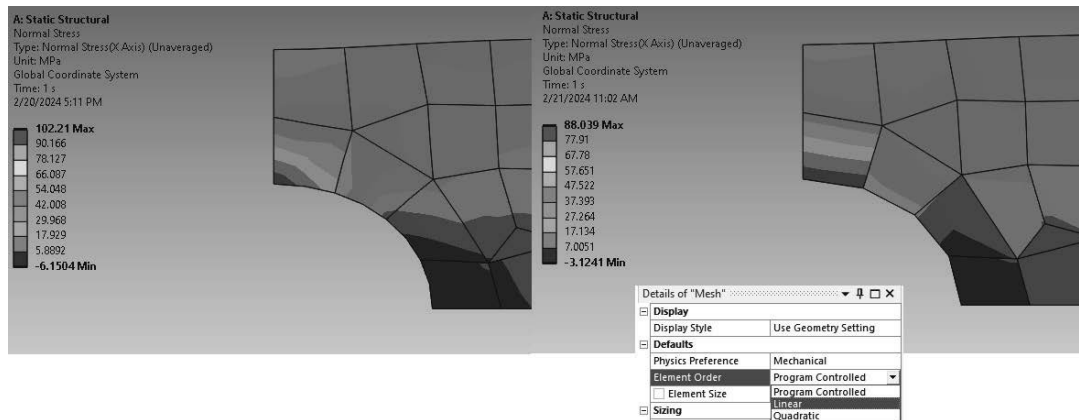 A: Static Structural
Normal Stress
Type: Normal Stress(X Axis) (Unaveraged)
Unit: MPa
Global Coordinate System
Time: 1 s
2/20/2024 5:11 PM
102.21 Max
90.166
78.127
66.087
54.048
42.008
29.968
17.929
5.8892
-6.1504 Min
A: Static Structural
Normal Stress
Type: Normal Stress(X Axis) (Unaveraged)
Unit: MPa
Global Coordinate System
Time: 1 s
2/21/2024 11:02 AM
88.039 Max
77.91
67.78
57.651
47.522
37.393
27.264
17.134
7.0051
-3.1241 Min
Details of "Mesh"
Display
Display Style Use Geometry Setting
Defaults
Physics Preference Mechanical
Element Order Program Controlled
Element Size Program Controlled
Linear
Sizing Quadratic